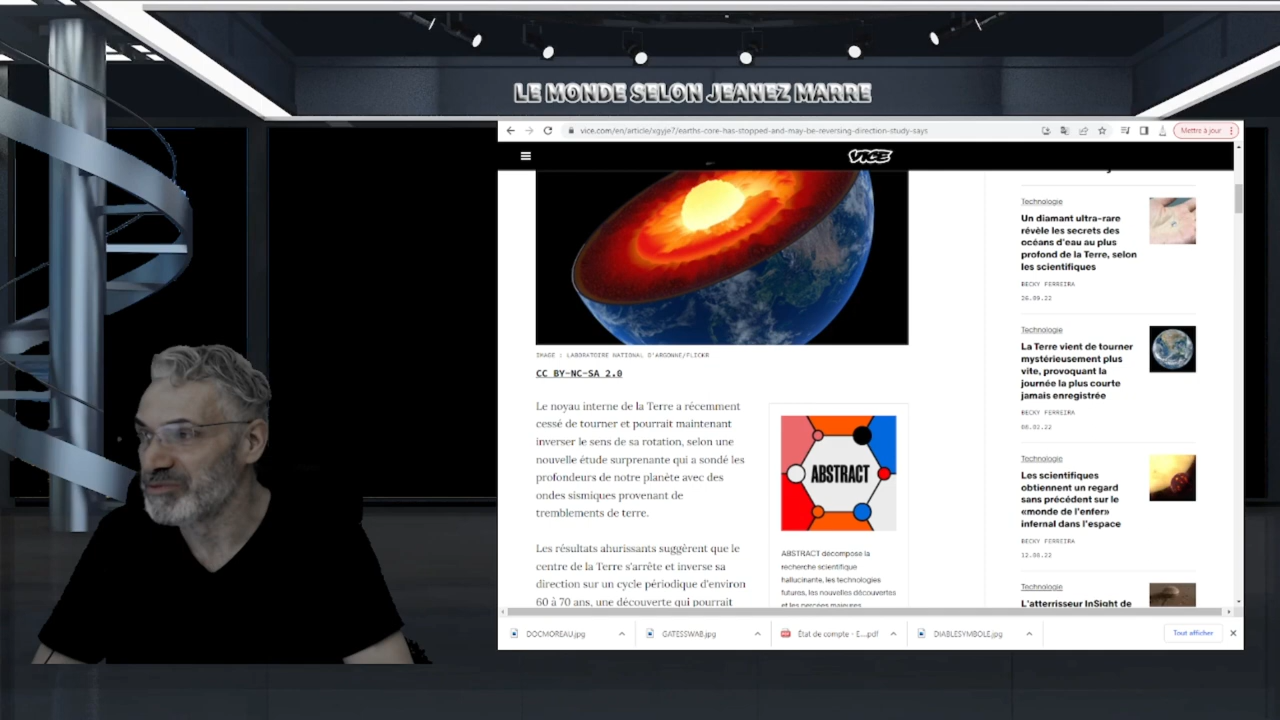 LE MONDE SELON JEANEZ MARRE
vice.com/en/article/vgyje7/earths-core-has-stopped-and-may-be-reversing-direction-study-says
Mettre à jour
VICE
IMAGE : LABORATOIRE NATIONAL D'ARGONNE/FLICKR
CC BY-NC-SA 2.0
Le noyau interne de la Terre a récemment
cessé de tourner et pourrait maintenant
inverser le sens de sa rotation, selon une
nouvelle étude surprenante qui a sondé les
profondeurs de notre planète avec des
ondes sismiques provenant de
tremblements de terre.
Les résultats ahurissants suggèrent que le
centre de la Terre s'arrête et inverse sa
direction sur un cycle périodique d'environ
60 à 70 ans, une découverte qui pourrait
ABSTRACT
ABSTRACT décompose la
recherche scientifique
hallucinante, les technologies
futures, les nouvelles découvertes
et les percées majeures.
Technologie
Un diamant ultra-rare
révèle les secrets des
océans d'eau au plus
profond de la Terre, selon
les scientifiques
BECKY FERREIRA
26.09.22
Technologie
La Terre vient de tourner
mystérieusement plus
vite, provoquant la
journée la plus courte
jamais enregistrée
BECKY FERREIRA
Technologie
Les scientifiques
obtiennent un regard
sans précédent sur le
«monde de l'enfer»
infernal dans l'espace
BECKY FERREIRA
Technologie
L'atterrisseur InSight de
DOCMOREAU.jpg
GATESSWAB.jpg
État de compte - E....pdf
DIABLESYMBOLE.jpg
Tout afficher